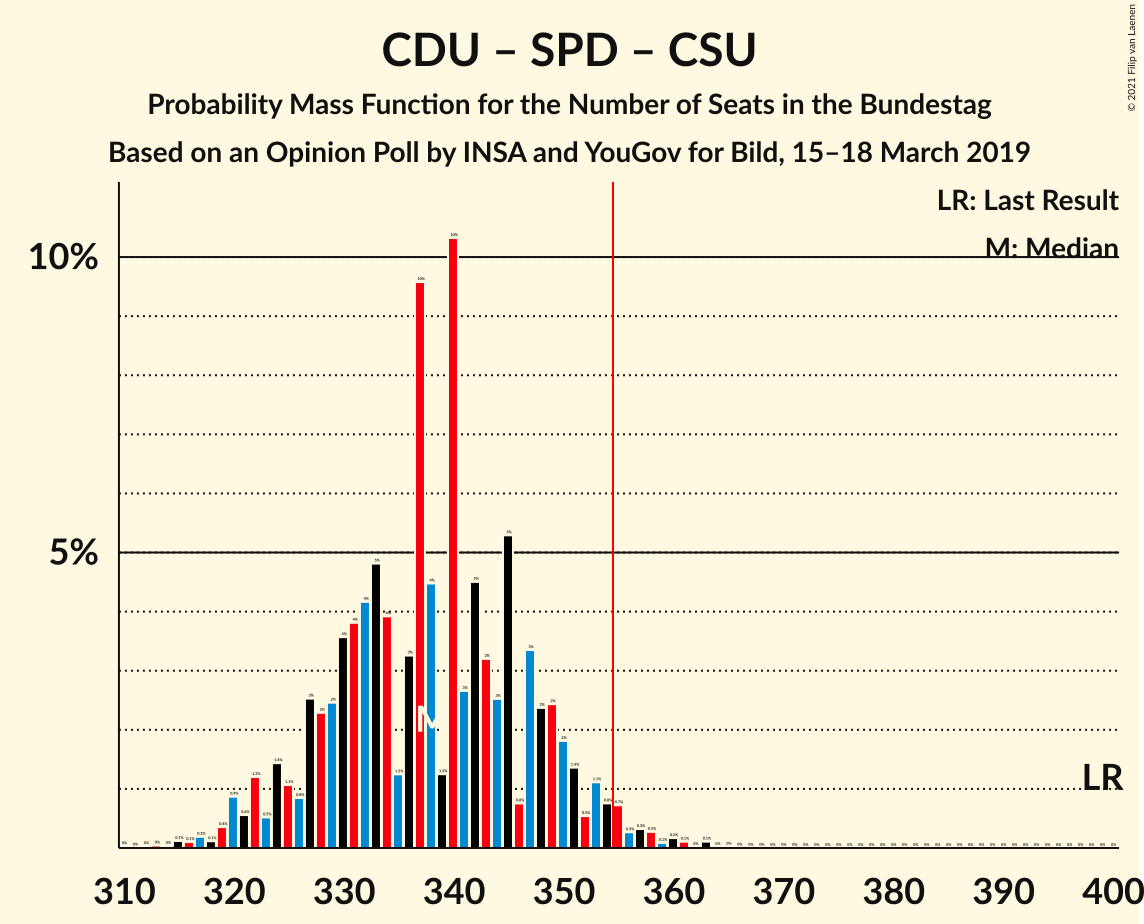 CDU – SPD – CSU
Probability Mass Function for the Number of Seats in the Bundestag
Based on an Opinion Poll by INSA and YouGov for Bild, 15–18 March 2019
© 2021 Filip van Laenen
LR: Last Result
M: Median
10%
5%
M
LR
310 320 330 340 350 360 370 380 390 400